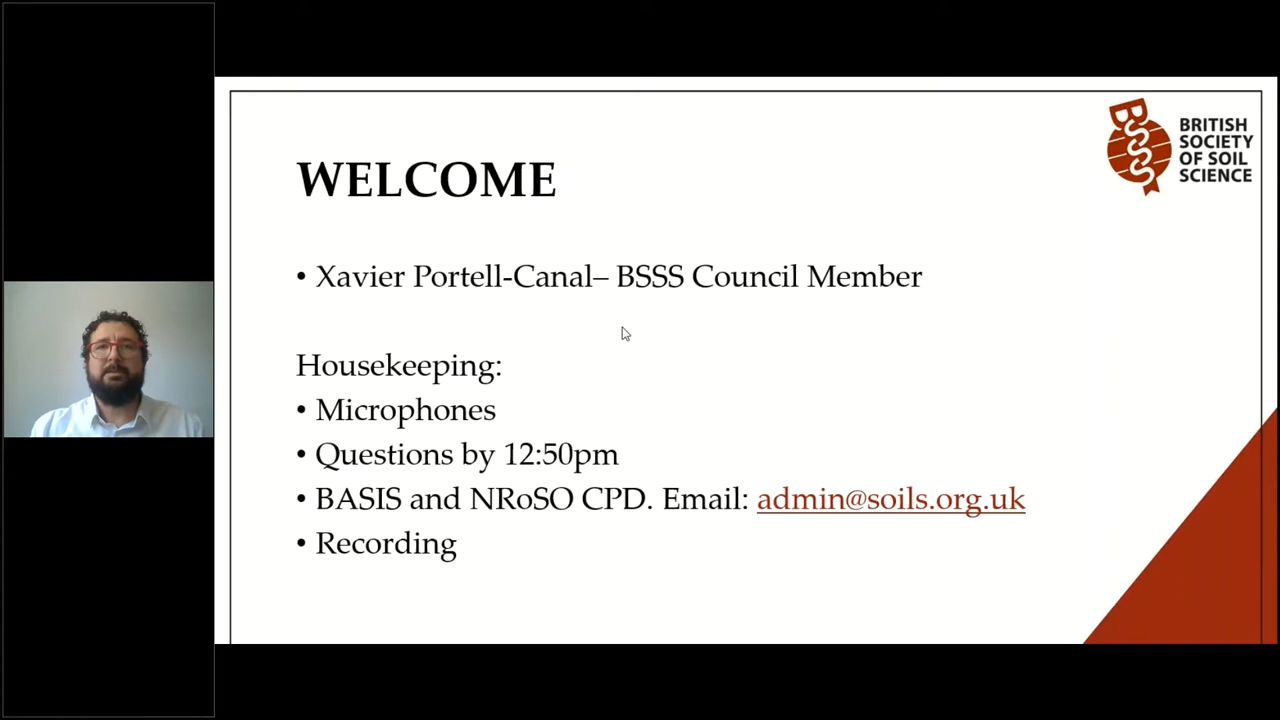 BSSS
BRITISH
SOCIETY
OF SOIL
SCIENCE
WELCOME
• Xavier Portell-Canal– BSSS Council Member
Housekeeping:
• Microphones
• Questions by 12:50pm
• BASIS and NRoSO CPD. Email: admin@soils.org.uk
• Recording